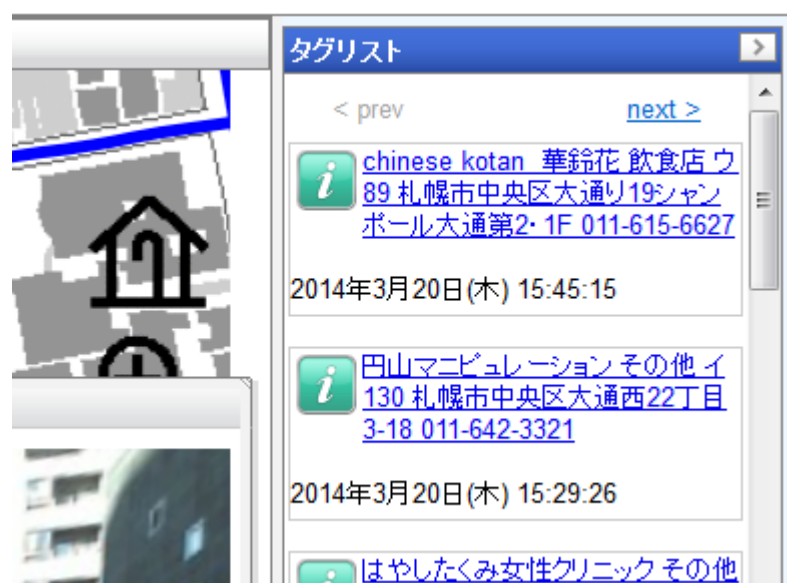 タグリスト
< prev next >
chinese kotan 華鈴花 飲食店 ウ
89 札幌市中央区大通り19シャン
ポール大通第2・1F 011-615-6627
2014年3月20日(木) 15:45:15
円山マニピュレーション その他 イ
130 札幌市中央区大通西22丁目
3-18 011-642-3321
2014年3月20日(木) 15:29:26
はやしたくみ女性クリニック その他